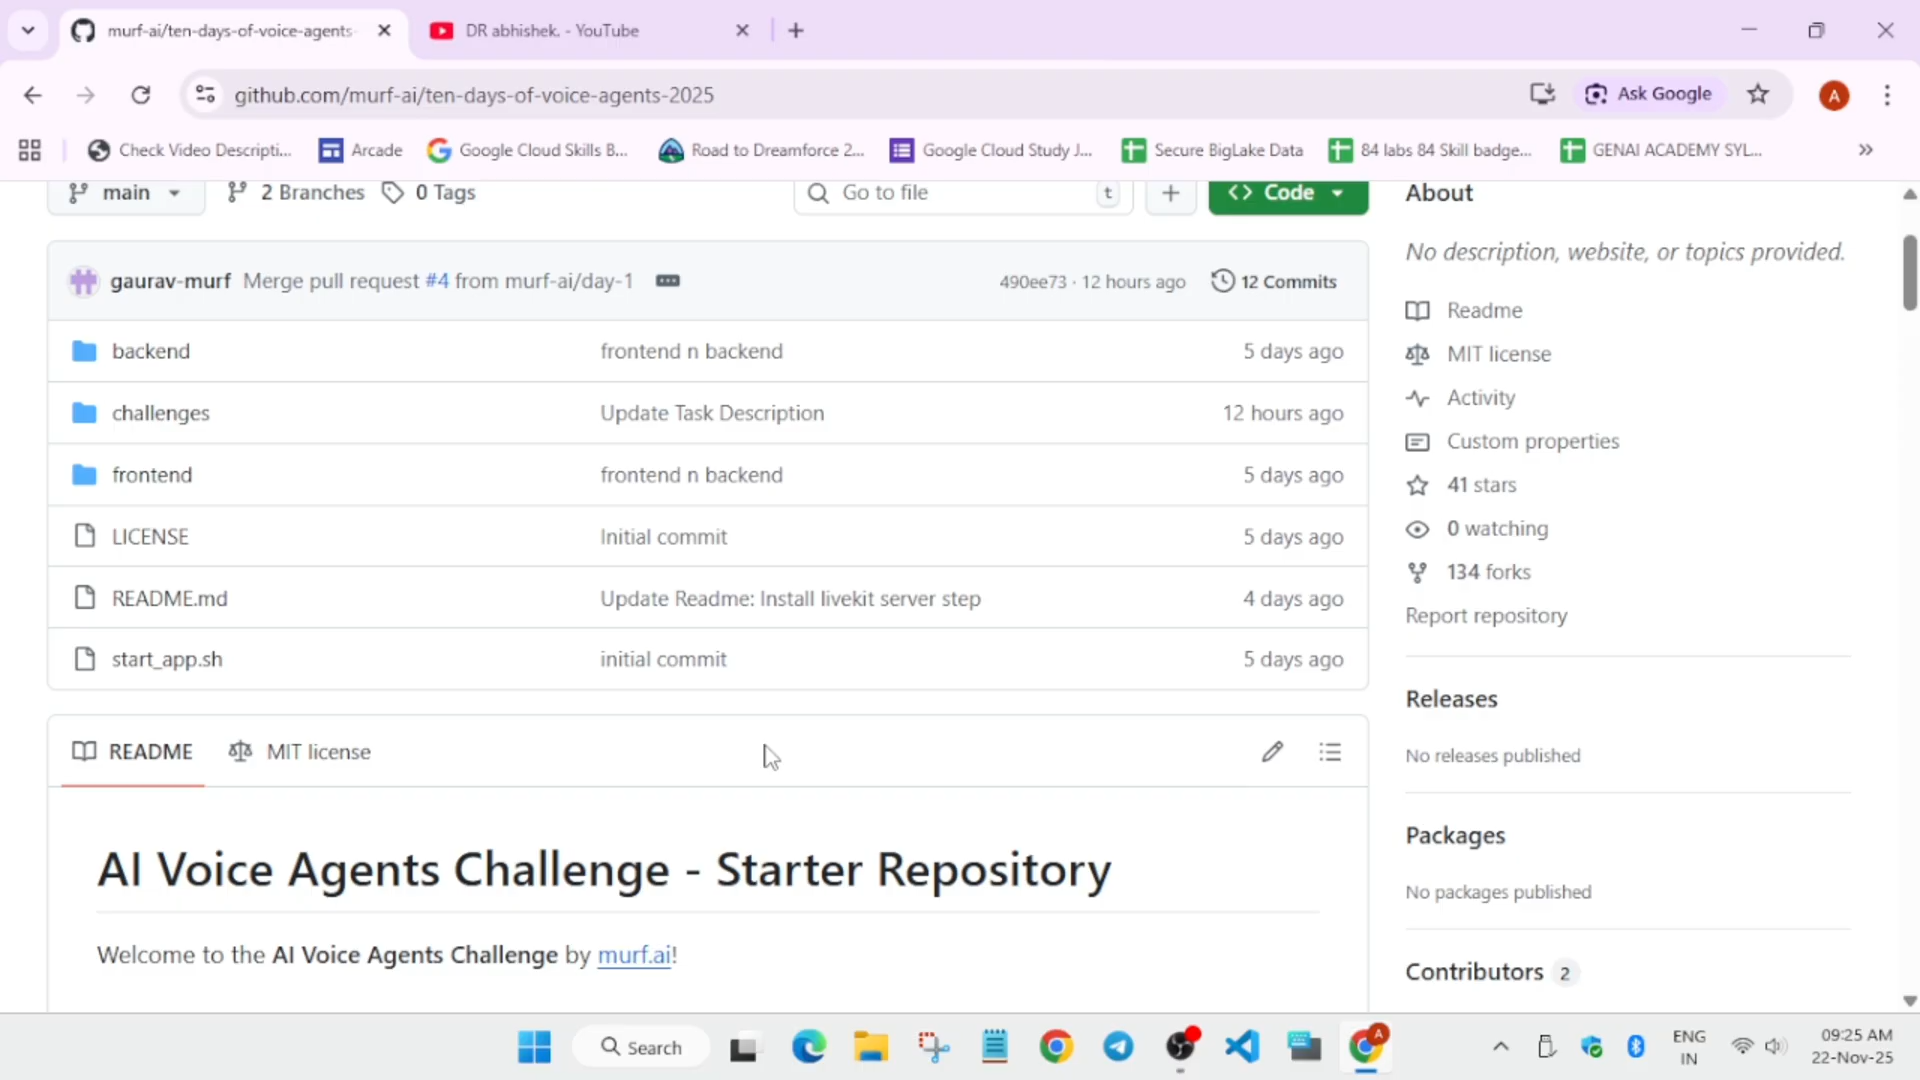 murf-ai/ten-days-of-voice-agents-
DR abhishek. - YouTube
github.com/murf-ai/ten-days-of-voice-agents-2025
Ask Google
A
Check Video Descripti...
Arcade
Google Cloud Skills B...
Road to Dreamforce 2...
Google Cloud Study J...
Secure BigLake Data
84 labs 84 Skill badge...
GENAI ACADEMY SYL...
main
2 Branches
0 Tags
Go to file
t
Code
About
No description, website, or topics provided.
gaurav-murf Merge pull request #4 from murf-ai/day-1
490ee73 · 12 hours ago
12 Commits
backend frontend n backend 5 days ago
challenges Update Task Description 12 hours ago
frontend frontend n backend 5 days ago
LICENSE Initial commit 5 days ago
README.md Update Readme: Install livekit server step 4 days ago
start_app.sh initial commit 5 days ago
Readme
MIT license
Activity
Custom properties
41 stars
0 watching
134 forks
Report repository
Releases
No releases published
Packages
No packages published
Contributors 2
README
MIT license
AI Voice Agents Challenge - Starter Repository
Welcome to the AI Voice Agents Challenge by murf.ai!
Search
A
ENG
IN
09:25 AM
22-Nov-25